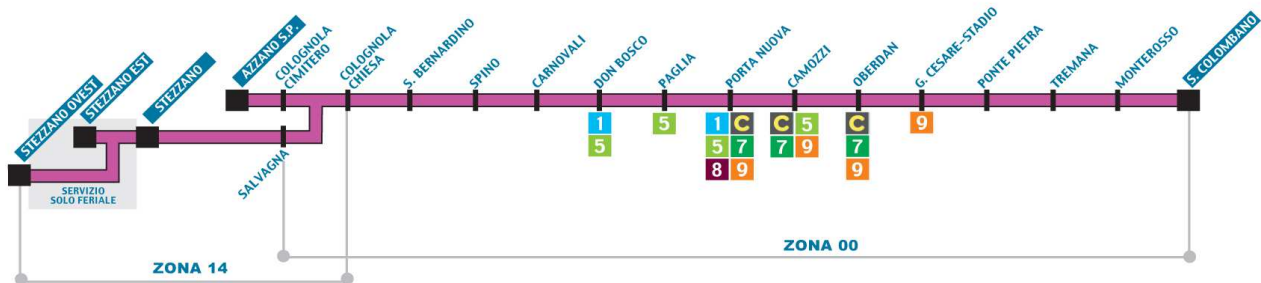 STEZZANO OVEST
STEZZANO EST
STEZZANO
AZZANO S.P.
COLOGNOLA
CIMITERO
COLOGNOLA
CHIESA
S. BERNARDINO
SPINO
CARNOVALI
DON BOSCO
PAGLIA
PORTA NUOVA
CAMOZZI
OBERDAN
G. CESARE-STADIO
PONTE PIETRA
TREMANA
MONTEROSSO
S. COLOMBANO
SALVAGNA
SERVIZIO
SOLO FERIALE
1
5
5
1 C
5 7
8 9
C 5
7 9
C
7
9
9
ZONA 00
ZONA 14